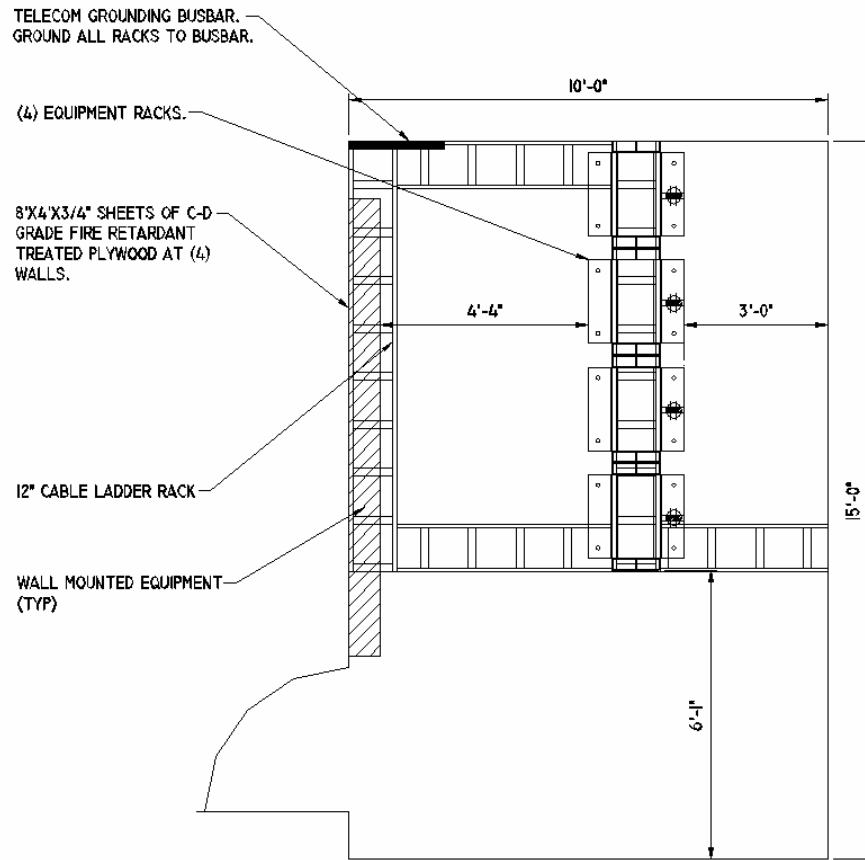 TELECOM GROUNDING BUSBAR.
GROUND ALL RACKS TO BUSBAR.
10'-0"
(4) EQUIPMENT RACKS.
8'X4'X3/4" SHEETS OF C-D
GRADE FIRE RETARDANT
TREATED PLYWOOD AT (4)
WALLS.
4'-4"
3'-0"
12" CABLE LADDER RACK
15'-0"
WALL MOUNTED EQUIPMENT
(TYP)
6'-1"